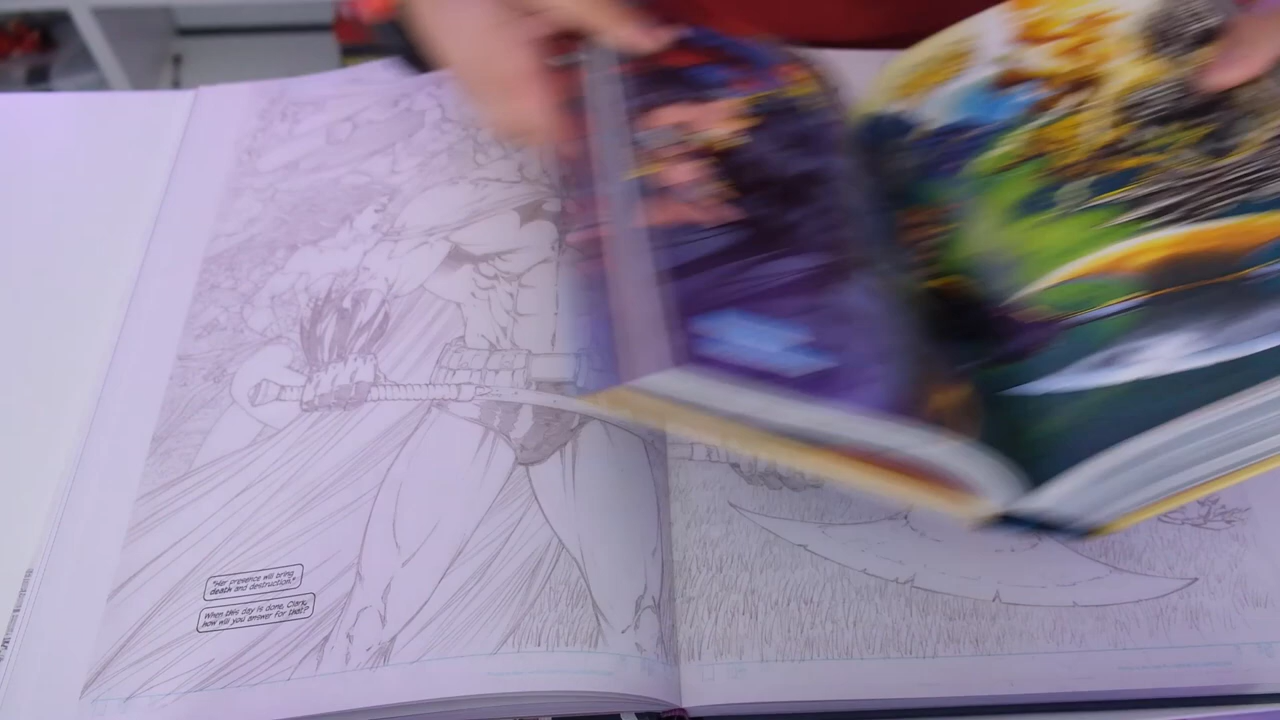 "Her presence will bring
death and destruction."
When this day is done, Clark,
how will you answer for that?